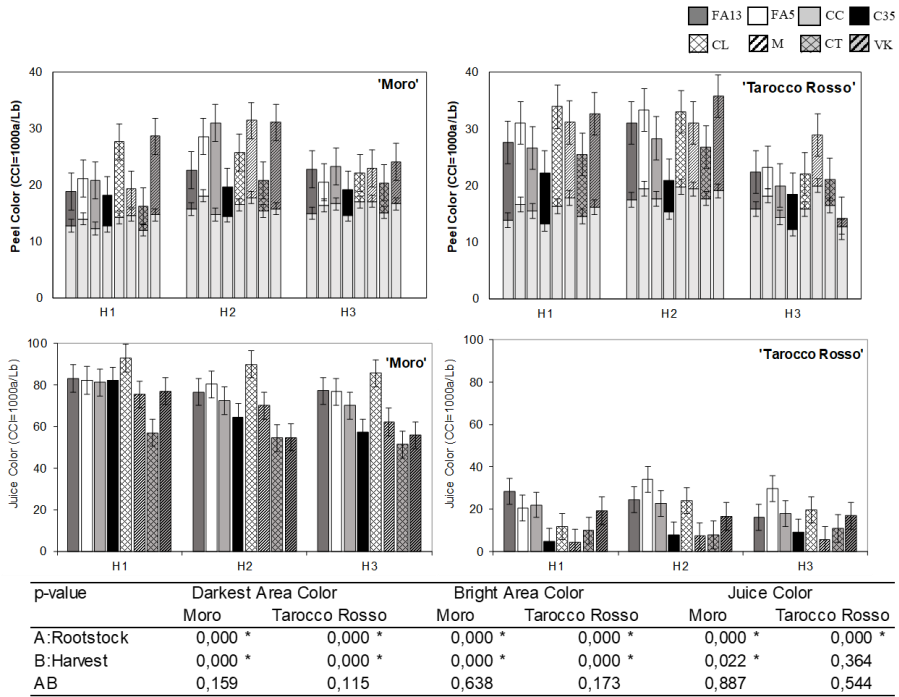 FA13 FA5 CC C35
CL M CT VK
'Moro'
Peel Color (CCI=1000a/Lb)
40
30
20
10
0
H1 H2 H3
'Tarocco Rosso'
Peel Color (CCI=1000a/Lb)
40
30
20
10
0
H1 H2 H3
'Moro'
Juice Color (CCI=1000a/Lb)
100
80
60
40
20
0
H1 H2 H3
'Tarocco Rosso'
Juice Color (CCI=1000a/Lb)
100
80
60
40
20
0
H1 H2 H3
p-value Darkest Area Color Bright Area Color Juice Color
Moro Tarocco Rosso Moro Tarocco Rosso Moro Tarocco Rosso
A:Rootstock 0,000 * 0,000 * 0,000 * 0,000 * 0,000 * 0,000 *
B:Harvest 0,000 * 0,000 * 0,000 * 0,000 * 0,022 * 0,364
AB 0,159 0,115 0,638 0,173 0,887 0,544